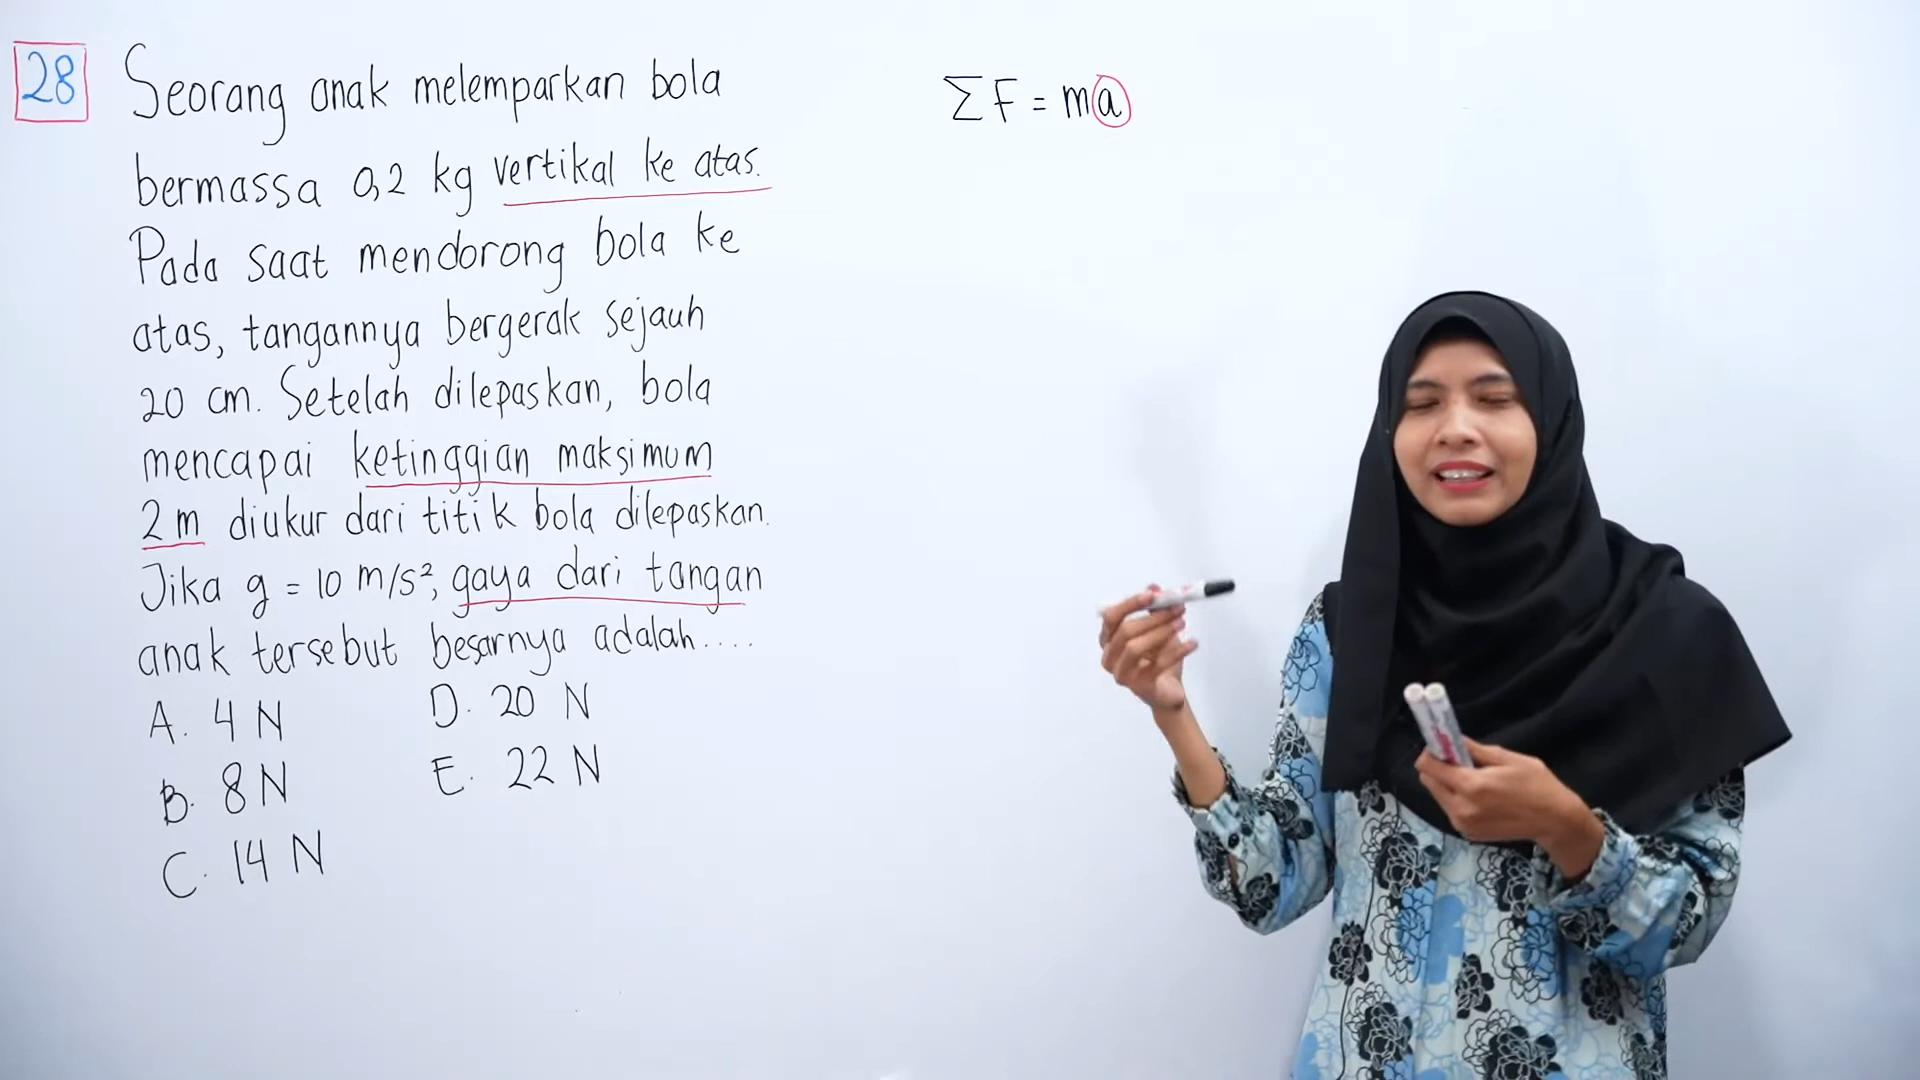 28
Seorang anak melemparkan bola
bermassa 0,2 kg vertikal ke atas.
Pada saat mendorong bola ke
atas, tangannya bergerak sejauh
20 cm. Setelah dilepaskan, bola
mencapai ketinggian maksimum
2 m diukur dari titik bola dilepaskan.
Jika g = 10 m/s², gaya dari tangan
anak tersebut besarnya adalah....
A. 4 N
B. 8 N
C. 14 N
D. 20 N
E. 22 N
ΣF = ma